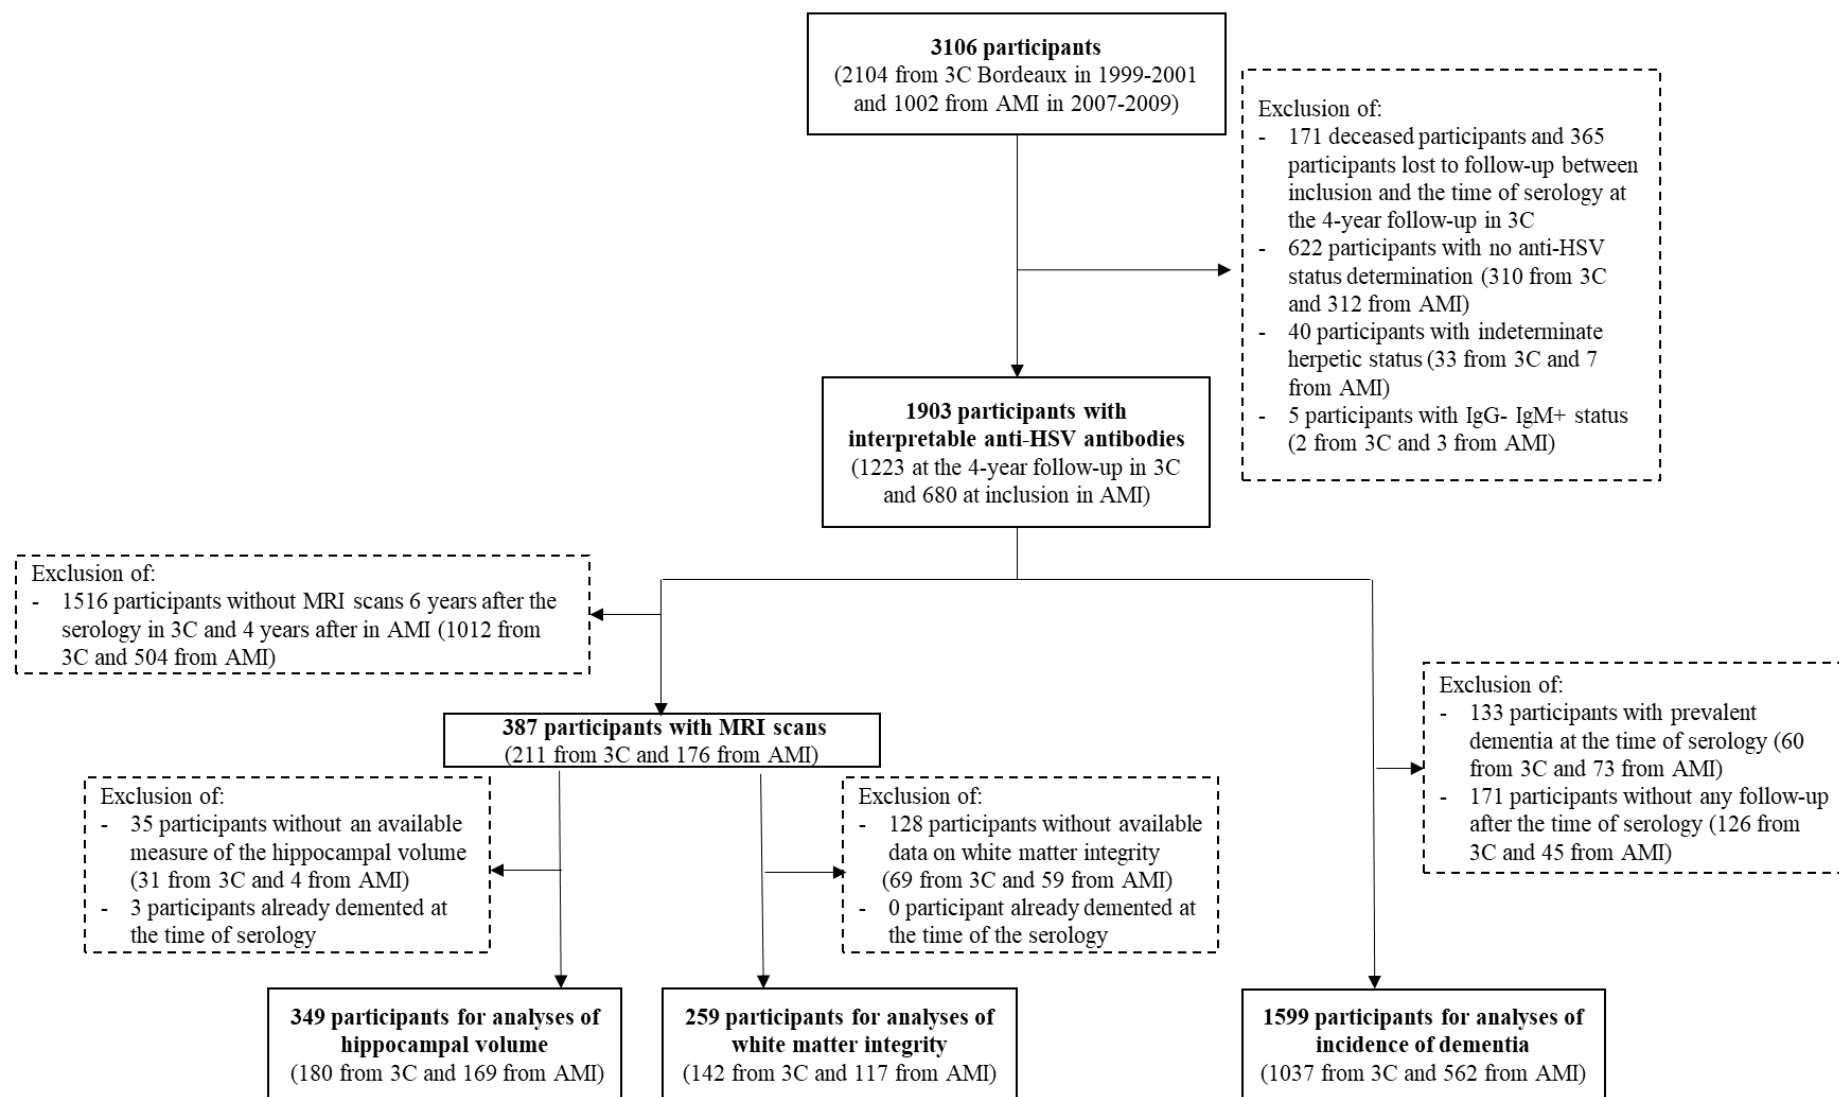 3106 participants
(2104 from 3C Bordeaux in 1999-2001
and 1002 from AMI in 2007-2009)
Exclusion of:
- 171 deceased participants and 365
participants lost to follow-up between
inclusion and the time of serology at
the 4-year follow-up in 3C
- 622 participants with no anti-HSV
status determination (310 from 3C
and 312 from AMI)
- 40 participants with indeterminate
herpetic status (33 from 3C and 7
from AMI)
- 5 participants with IgG- IgM+ status
(2 from 3C and 3 from AMI)
1903 participants with
interpretable anti-HSV antibodies
(1223 at the 4-year follow-up in 3C
and 680 at inclusion in AMI)
Exclusion of:
- 1516 participants without MRI scans 6 years after the
serology in 3C and 4 years after in AMI (1012 from
3C and 504 from AMI)
387 participants with MRI scans
(211 from 3C and 176 from AMI)
Exclusion of:
- 133 participants with prevalent
dementia at the time of serology (60
from 3C and 73 from AMI)
- 171 participants without any follow-up
after the time of serology (126 from
3C and 45 from AMI)
Exclusion of:
- 35 participants without an available
measure of the hippocampal volume
(31 from 3C and 4 from AMI)
- 3 participants already demented at
the time of serology
Exclusion of:
- 128 participants without available
data on white matter integrity
(69 from 3C and 59 from AMI)
- 0 participant already demented at
the time of the serology
349 participants for analyses of
hippocampal volume
(180 from 3C and 169 from AMI)
259 participants for analyses of
white matter integrity
(142 from 3C and 117 from AMI)
1599 participants for analyses of
incidence of dementia
(1037 from 3C and 562 from AMI)